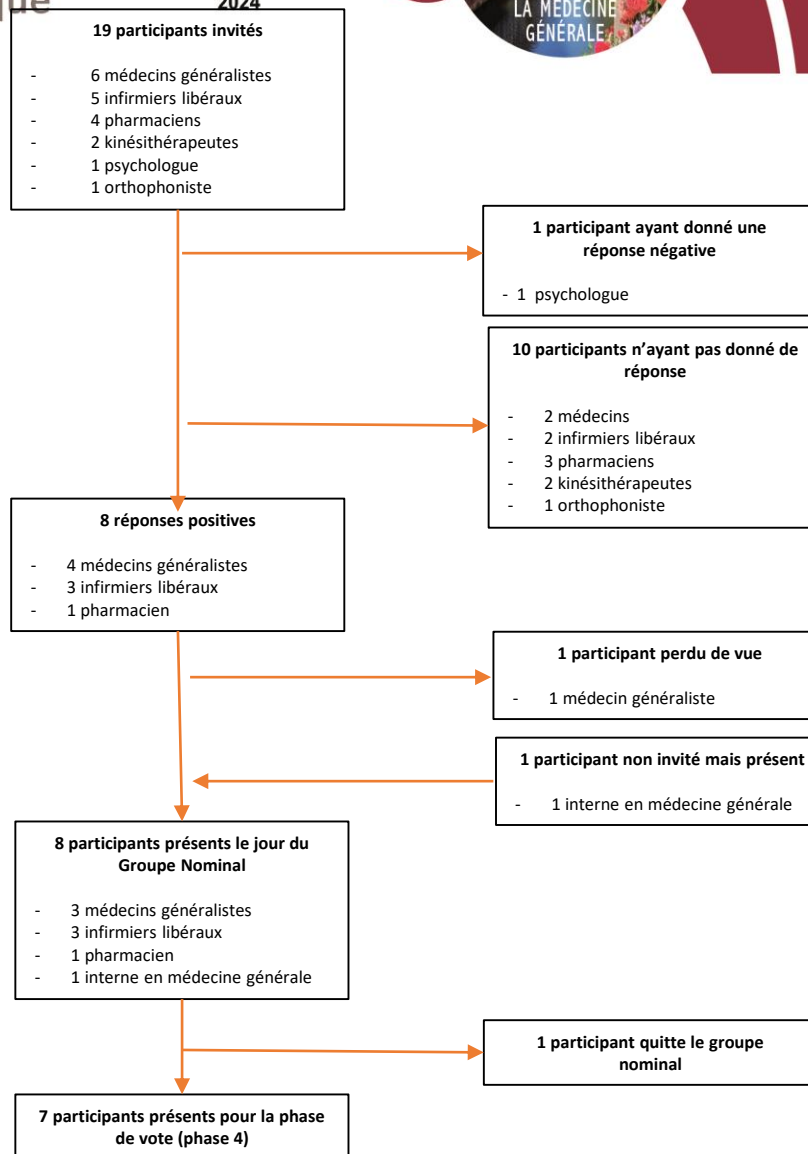 que
2024
LA MÉDECINE
GÉNÉRALE
19 participants invités
- 6 médecins généralistes
- 5 infirmiers libéraux
- 4 pharmaciens
- 2 kinésithérapeutes
- 1 psychologue
- 1 orthophoniste
1 participant ayant donné une
réponse négative
- 1 psychologue
10 participants n’ayant pas donné de
réponse
- 2 médecins
- 2 infirmiers libéraux
- 3 pharmaciens
- 2 kinésithérapeutes
- 1 orthophoniste
8 réponses positives
- 4 médecins généralistes
- 3 infirmiers libéraux
- 1 pharmacien
1 participant perdu de vue
- 1 médecin généraliste
1 participant non invité mais présent
- 1 interne en médecine générale
8 participants présents le jour du
Groupe Nominal
- 3 médecins généralistes
- 3 infirmiers libéraux
- 1 pharmacien
- 1 interne en médecine générale
1 participant quitte le groupe
nominal
7 participants présents pour la phase
de vote (phase 4)